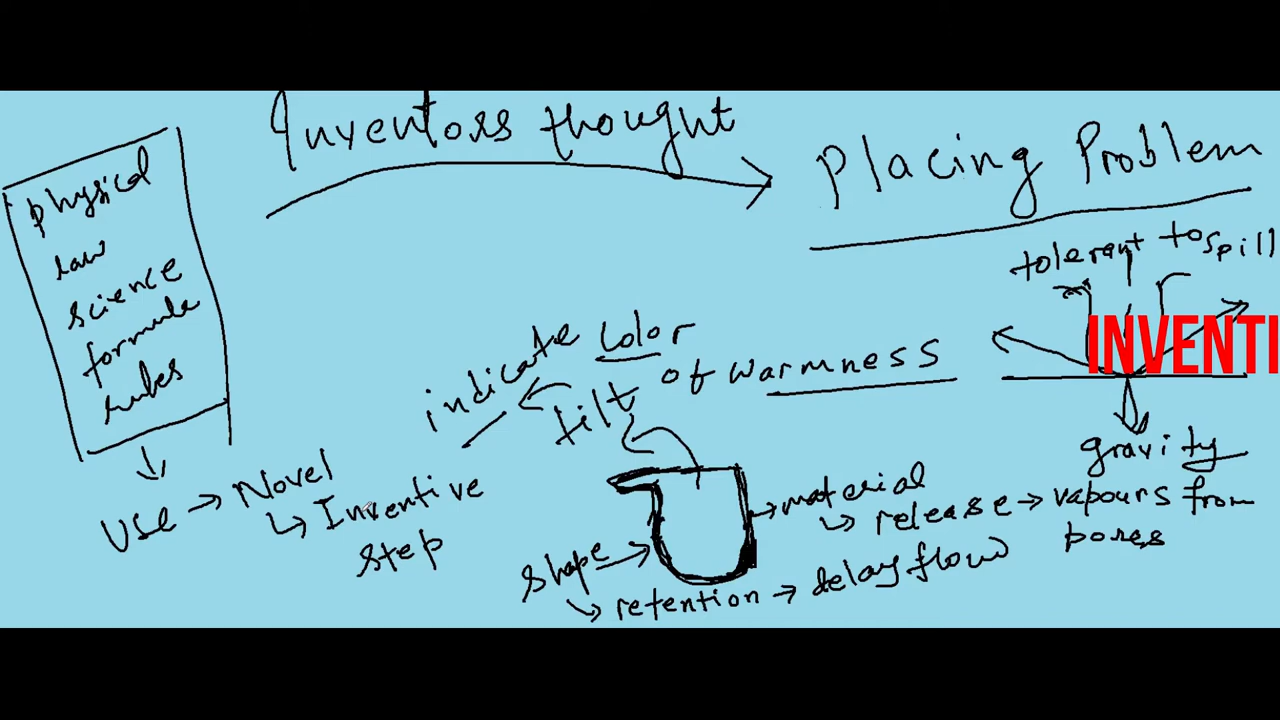 Inventors thought
Placing Problem
physical
law
science
formule
rules
tolerant to spill
INVENTI
indicate color
tilt of warmness
gravity
Use → Novel
↳ Inventive
step
material
↳ release → vapours from
pores
shape
↳ retention → delay flow